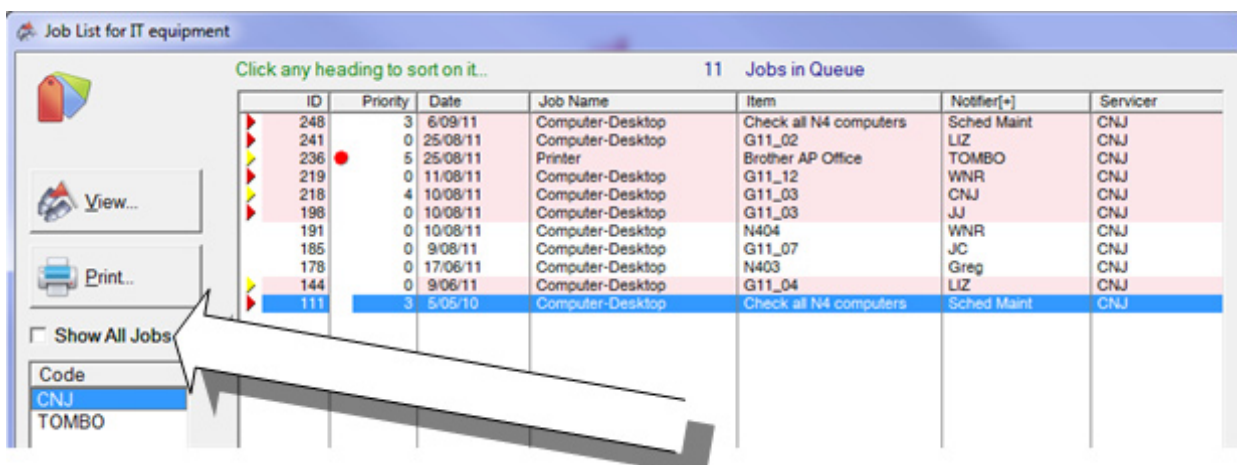 Job List for IT equipment
Click any heading to sort on it... 11 Jobs in Queue
ID Priority Date Job Name Item Notifier[+] Servicer
248 3 6/09/11 Computer-Desktop Check all N4 computers Sched Maint CNJ
241 0 25/08/11 Computer-Desktop G11_02 LIZ CNJ
236 5 25/08/11 Printer Brother AP Office TOMBO CNJ
219 0 11/08/11 Computer-Desktop G11_12 WNR CNJ
218 4 10/08/11 Computer-Desktop G11_03 CNJ CNJ
198 0 10/08/11 Computer-Desktop G11_03 JJ CNJ
191 0 10/08/11 Computer-Desktop N404 WNR CNJ
185 0 9/08/11 Computer-Desktop G11_07 JC CNJ
178 0 17/06/11 Computer-Desktop N403 Greg CNJ
144 0 9/06/11 Computer-Desktop G11_04 LIZ CNJ
111 3 5/05/10 Computer-Desktop Check all N4 computers Sched Maint CNJ
View...
Print...
Show All Jobs
Code
CNJ
TOMBO